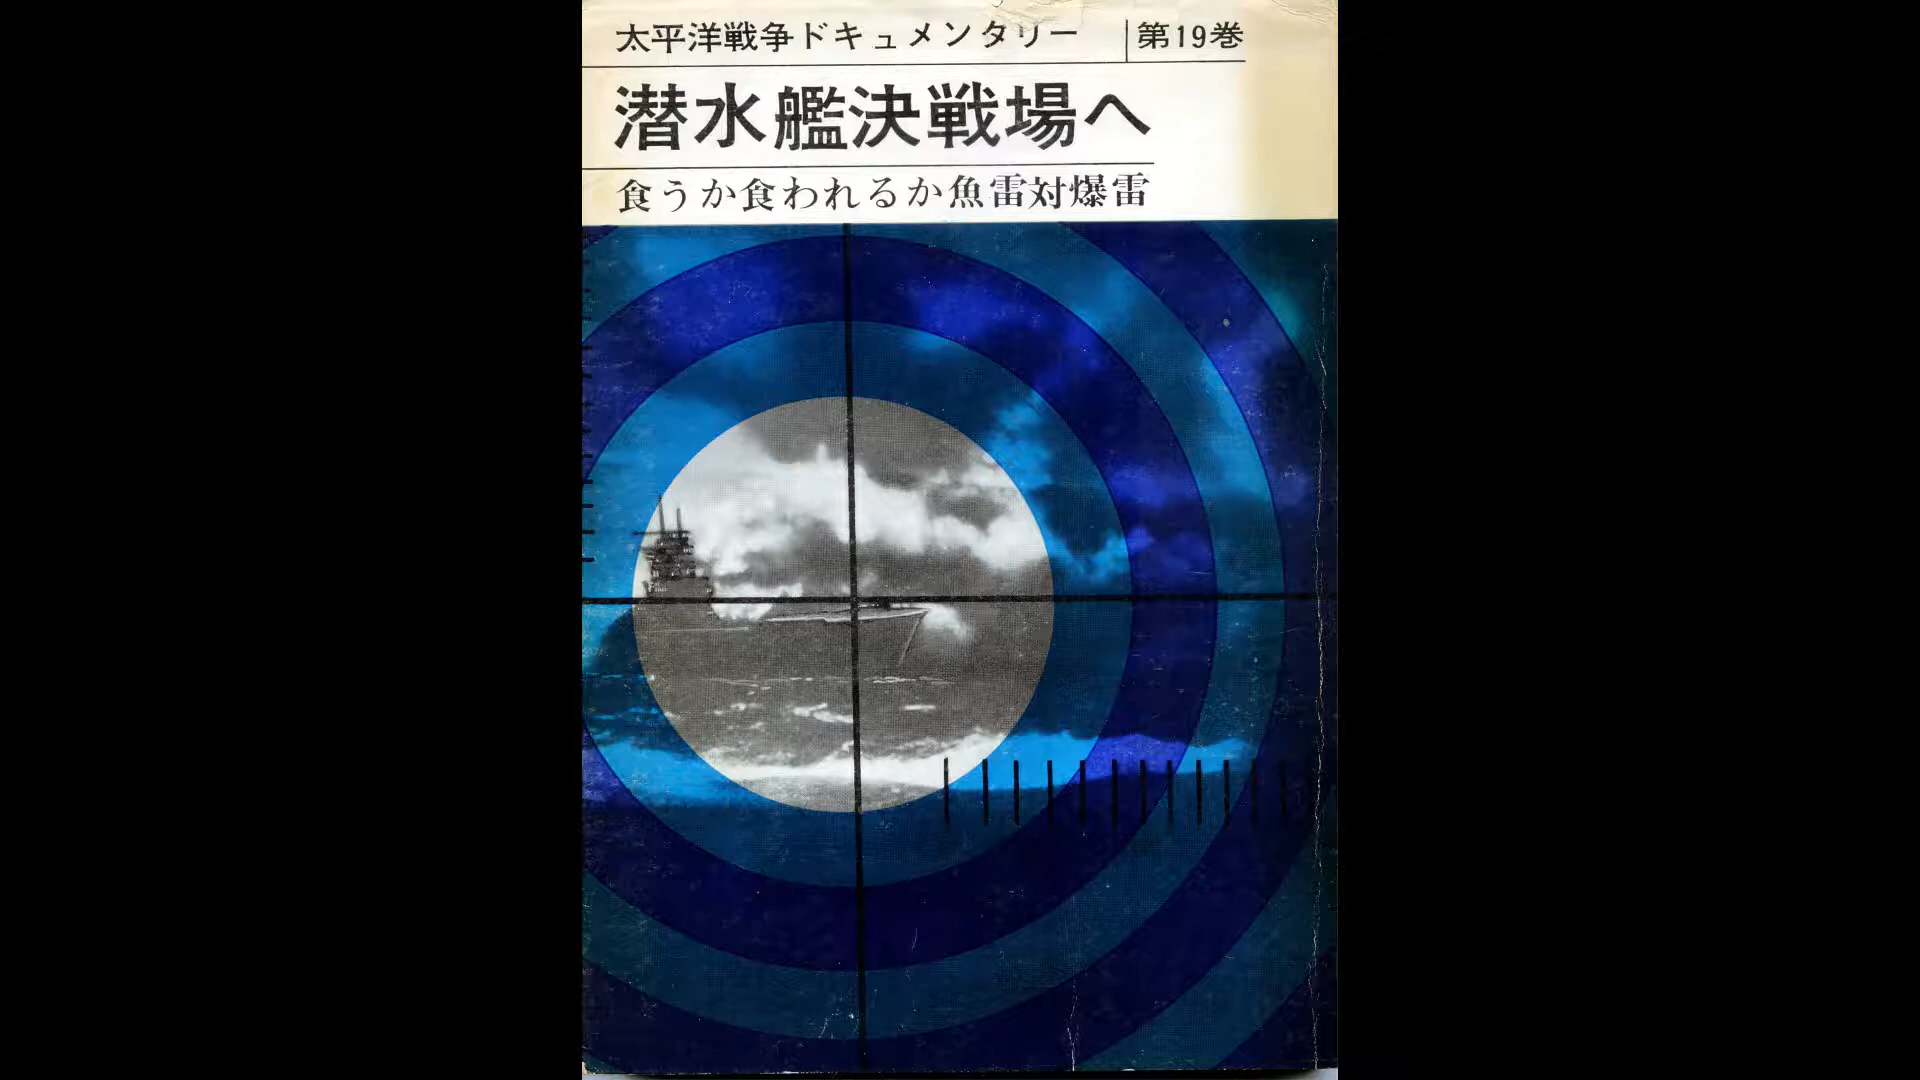 太平洋戦争ドキュメンタリー 第19巻
潜水艦決戦場へ
食うか食われるか魚雷対爆雷